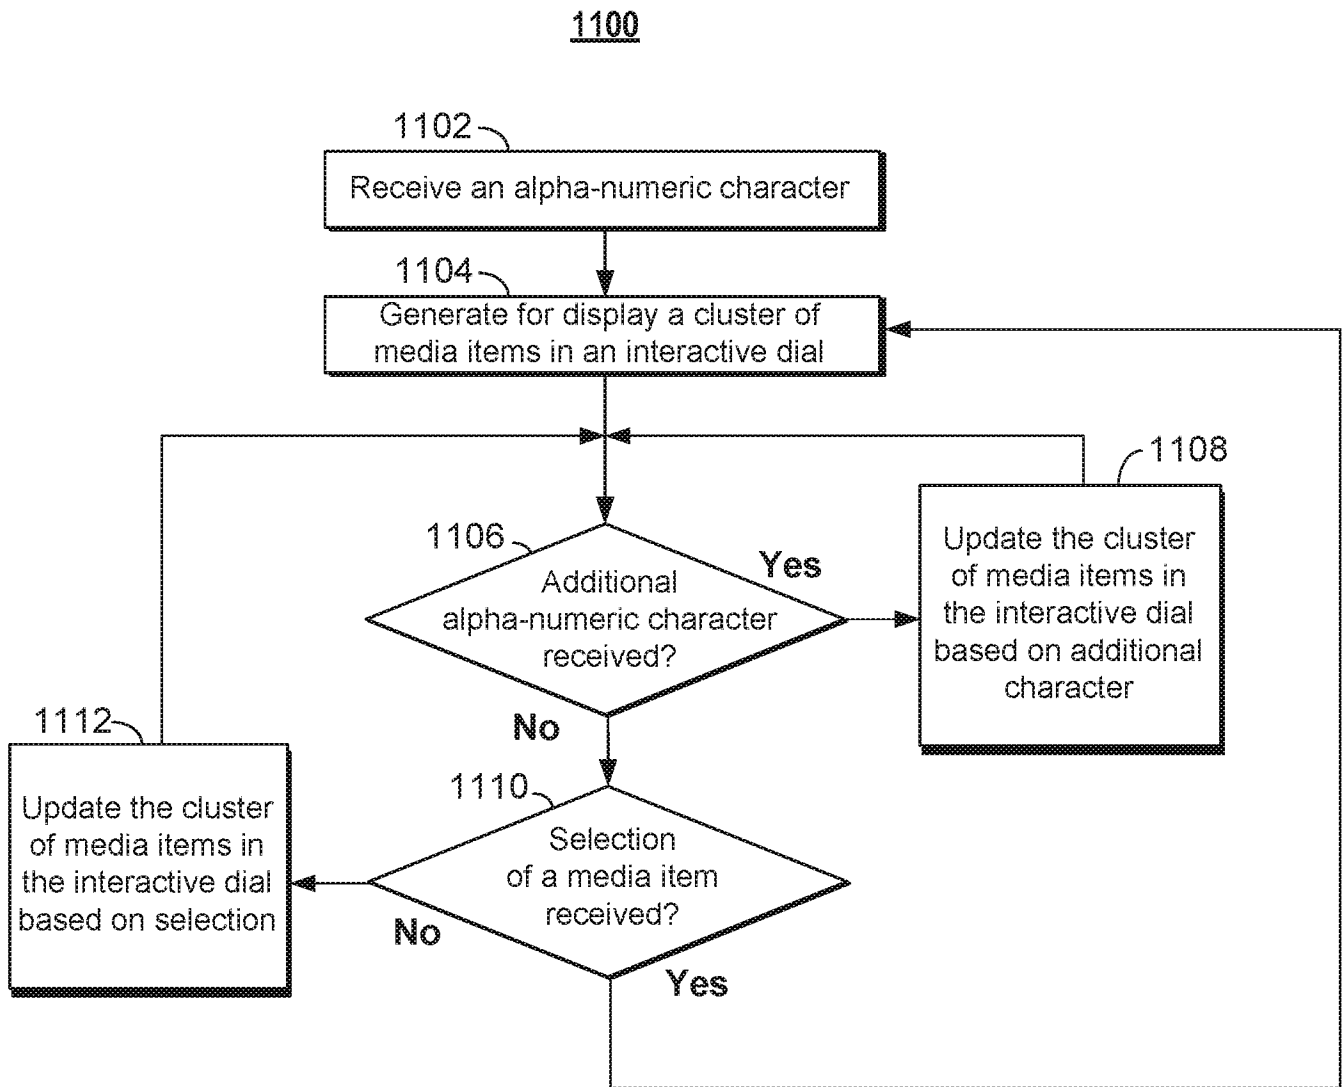 1100
1102
Receive an alpha-numeric character
1104
Generate for display a cluster of
media items in an interactive dial
1108
Update the cluster
of media items in
the interactive dial
based on additional
character
1106
Additional
alpha-numeric character
received?
Yes
No
1112
Update the cluster
of media items in
the interactive dial
based on selection
1110
Selection
of a media item
received?
No
Yes